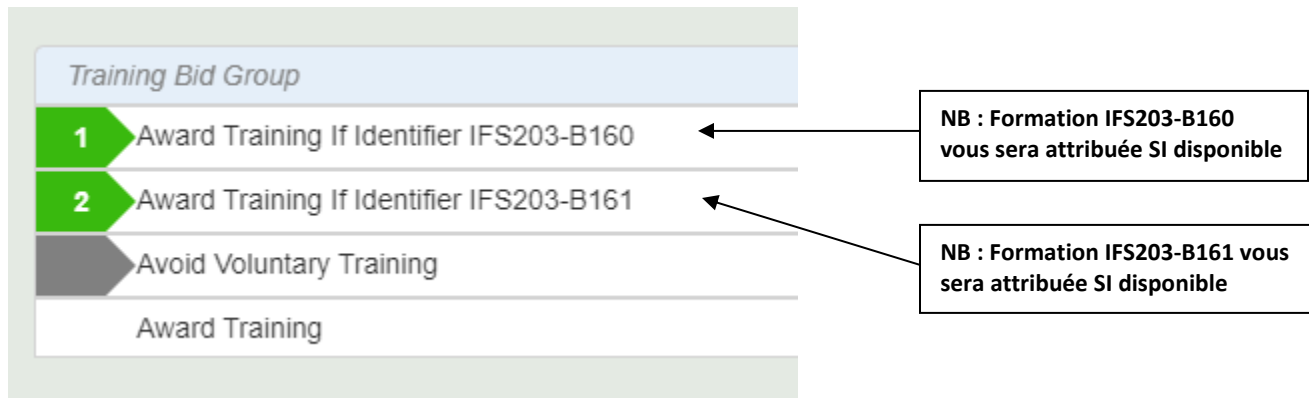 Training Bid Group
1 Award Training If Identifier IFS203-B160
2 Award Training If Identifier IFS203-B161
Avoid Voluntary Training
Award Training
NB : Formation IFS203-B160
vous sera attribuée SI disponible
NB : Formation IFS203-B161 vous
sera attribuée SI disponible